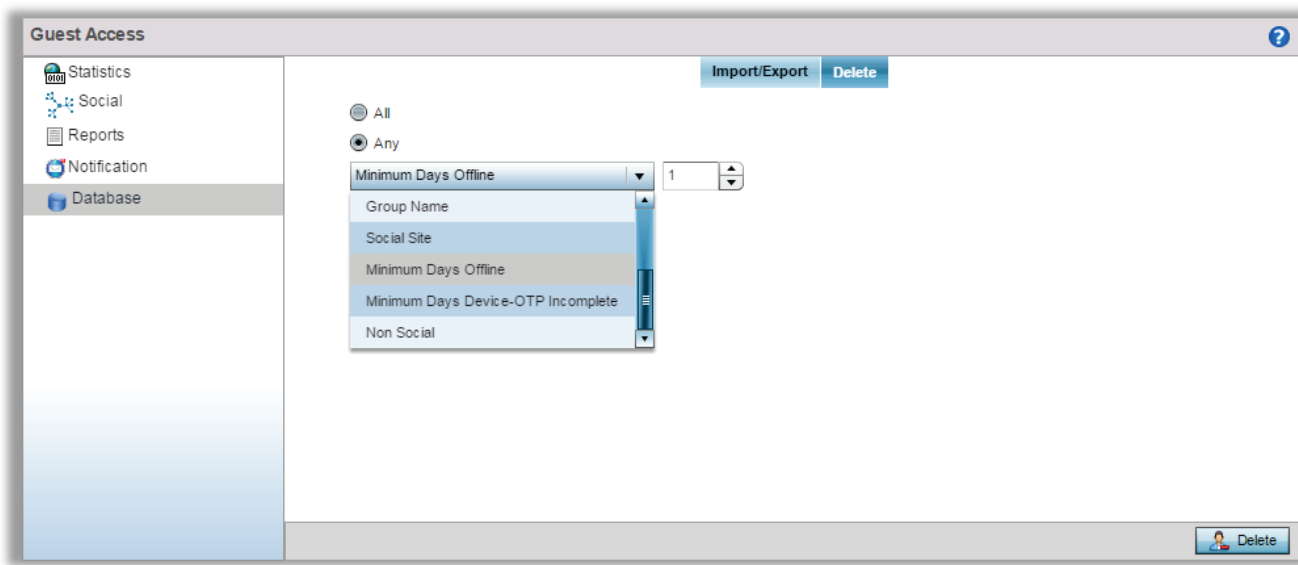 Guest Access
?
Statistics
Social
Reports
Notification
Database
Import/Export
Delete
All
Any
Minimum Days Offline
1
Group Name
Social Site
Minimum Days Offline
Minimum Days Device-OTP Incomplete
Non Social
Delete